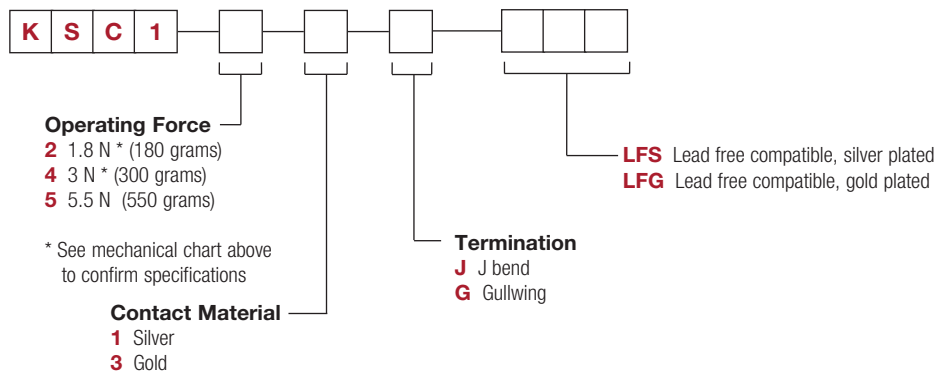 K S C 1
Operating Force
2 1.8 N * (180 grams)
4 3 N * (300 grams)
5 5.5 N (550 grams)
* See mechanical chart above
to confirm specifications
Contact Material
1 Silver
3 Gold
Termination
J J bend
G Gullwing
LFS Lead free compatible, silver plated
LFG Lead free compatible, gold plated